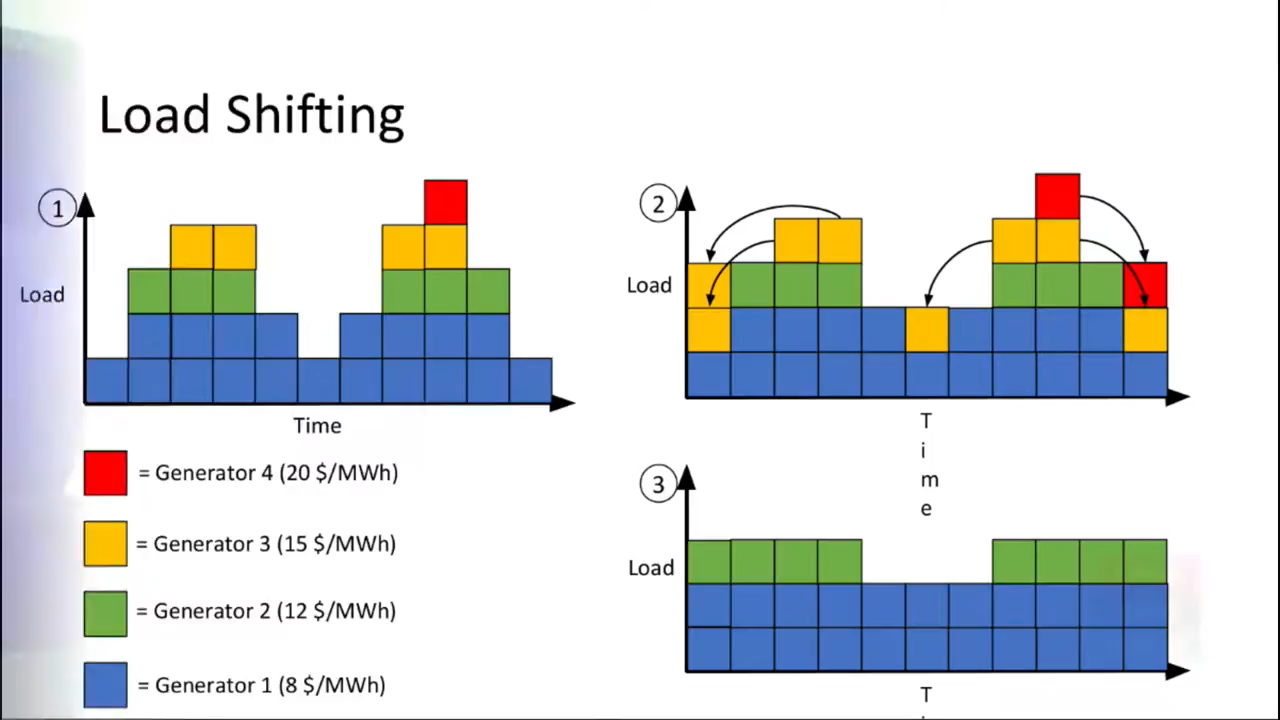 Load Shifting
1
Load
Time
= Generator 4 (20 $/MWh)
= Generator 3 (15 $/MWh)
= Generator 2 (12 $/MWh)
= Generator 1 (8 $/MWh)
2
Load
T
i
m
e
3
Load
T